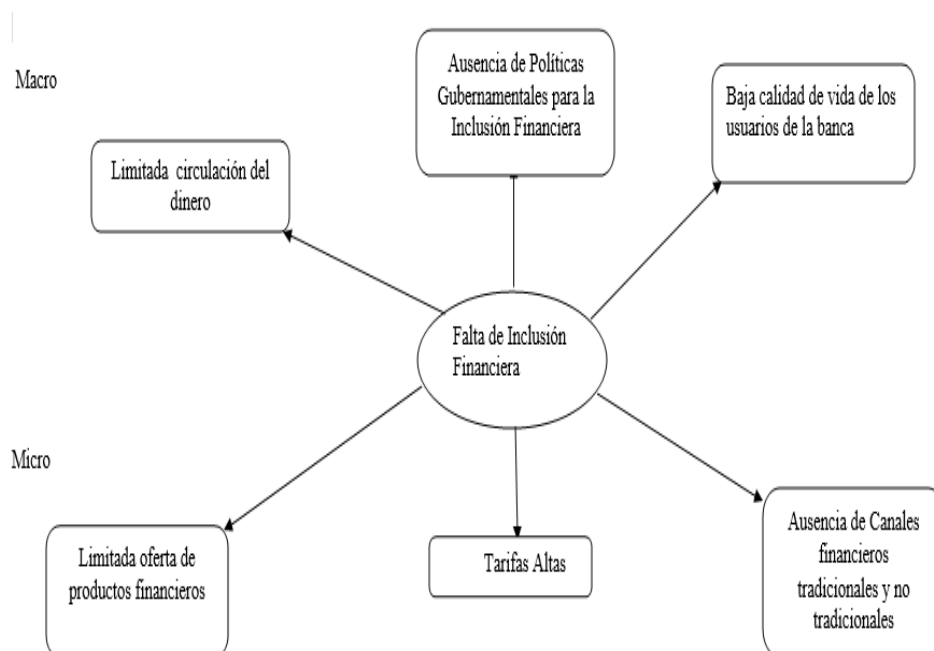 Macro
Ausencia de Políticas
Gubernamentales para la
Inclusión Financiera
Baja calidad de vida de los
usuarios de la banca
Limitada circulación del
dinero
Falta de Inclusión
Financiera
Micro
Limitada oferta de
productos financieros
Tarifas Altas
Ausencia de Canales
financieros
tradicionales y no
tradicionales